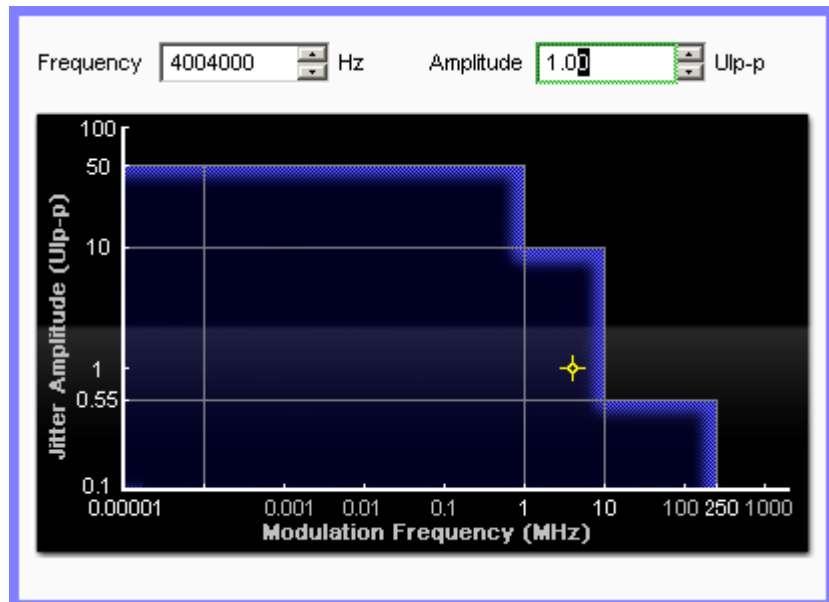 Frequency 4004000 Hz Amplitude 1.00 UIp-p
100
50
10
1
0.55
0.1
Jitter Amplitude (UIp-p)
0.00001 0.001 0.01 0.1 1 10 100 250 1000
Modulation Frequency (MHz)